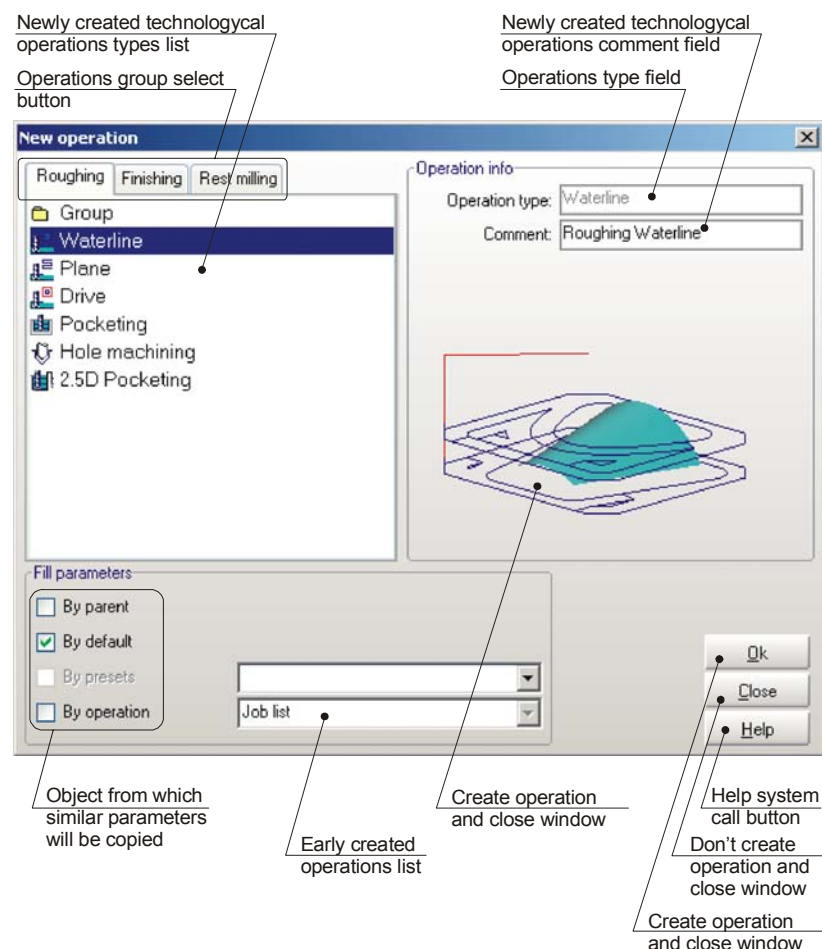 Newly created technologycal
operations types list
Operations group select
button
Newly created technologycal
operations comment field
Operations type field
New operation
Roughing Finishing Rest milling
Group
Waterline
Plane
Drive
Pocketing
Hole machining
2.5D Pocketing
Operation info
Operation type: Waterline
Comment: Roughing Waterline
Fill parameters
By parent
By default
By presets
By operation Job list
Ok
Close
Help
Object from which
similar parameters
will be copied
Early created
operations list
Create operation
and close window
Help system
call button
Don't create
operation and
close window
Create operation
and close window